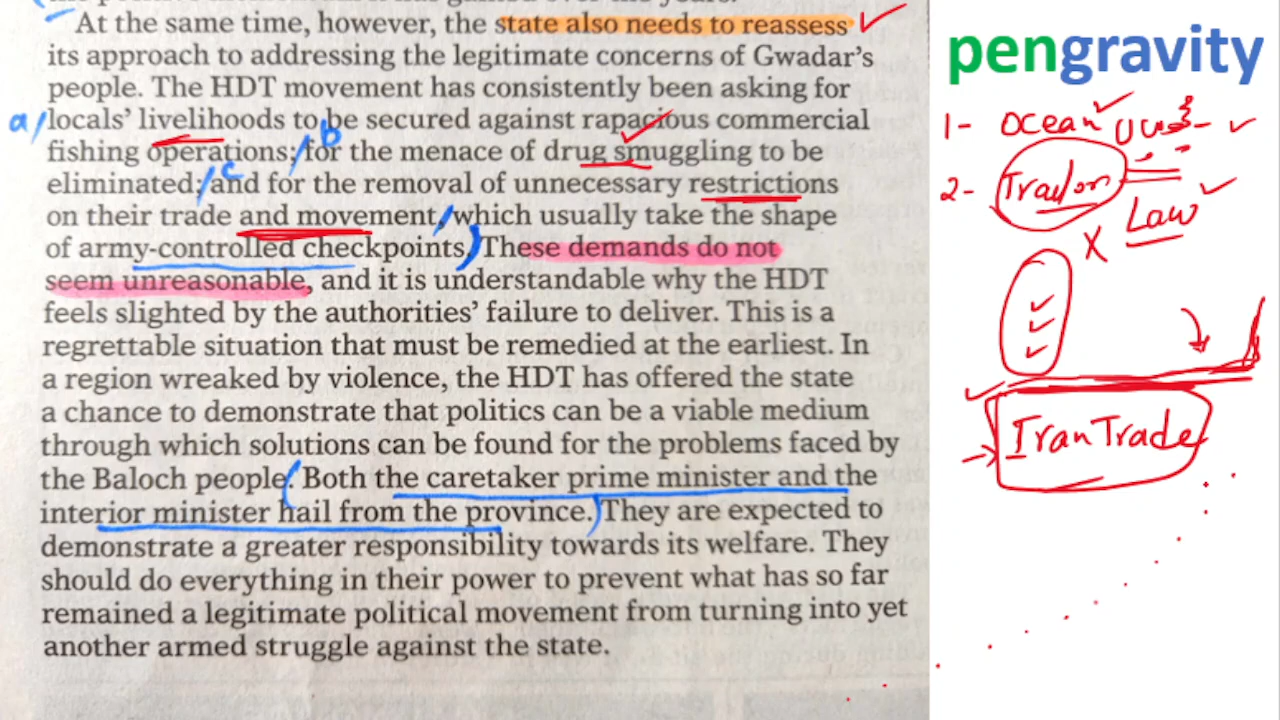 At the same time, however, the state also needs to reassess
its approach to addressing the legitimate concerns of Gwadar's
people. The HDT movement has consistently been asking for
a/ locals' livelihoods to be secured against rapacious commercial
b
fishing operations; for the menace of drug smuggling to be
c
eliminated; and for the removal of unnecessary restrictions
on their trade and movement, which usually take the shape
of army-controlled checkpoints. These demands do not
seem unreasonable, and it is understandable why the HDT
feels slighted by the authorities' failure to deliver. This is a
regrettable situation that must be remedied at the earliest. In
a region wreaked by violence, the HDT has offered the state
a chance to demonstrate that politics can be a viable medium
through which solutions can be found for the problems faced by
the Baloch people. Both the caretaker prime minister and the
interior minister hail from the province. They are expected to
demonstrate a greater responsibility towards its welfare. They
should do everything in their power to prevent what has so far
remained a legitimate political movement from turning into yet
another armed struggle against the state.
pengravity
1- Ocean
2-
Law
Iran Trade